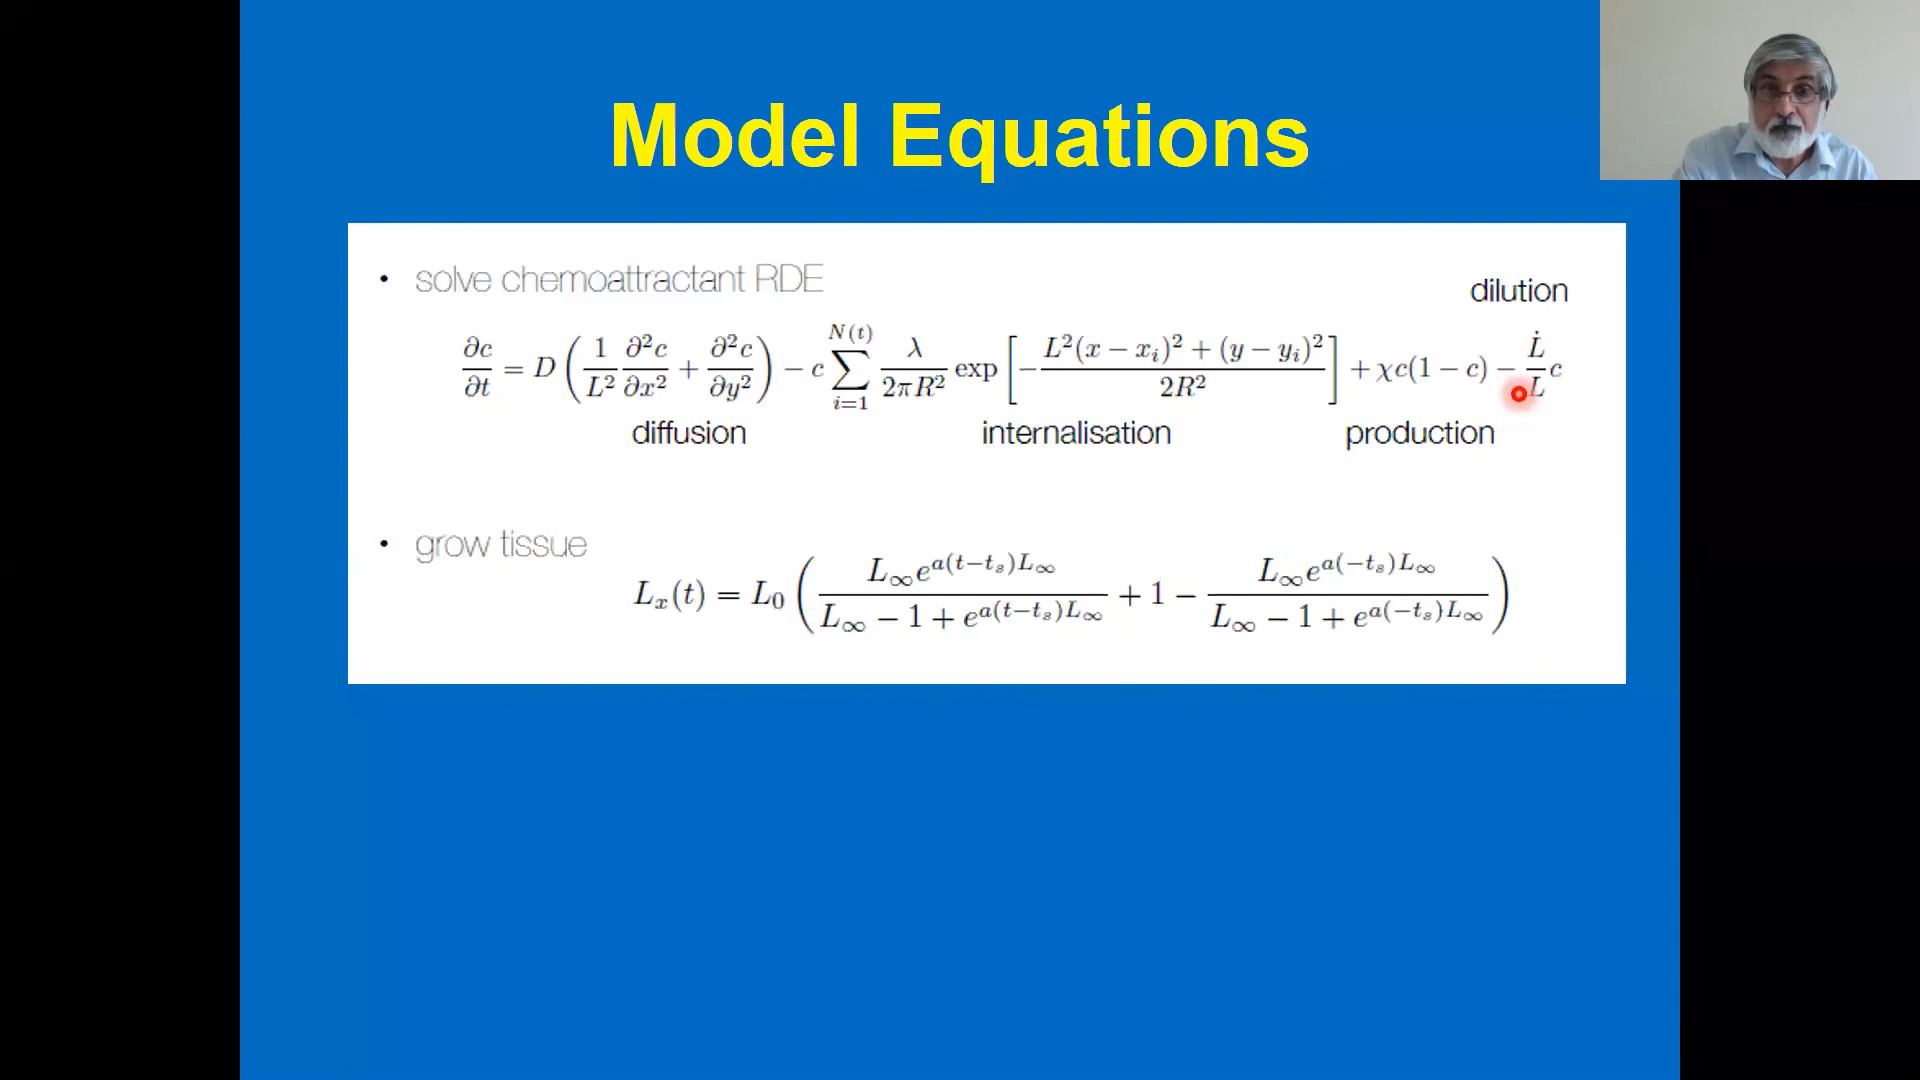 Model Equations
• solve chemoattractant RDE
dilution
∂c/∂t = D (1/L² ∂²c/∂x² + ∂²c/∂y²) − c ∑_{i=1}^{N(t)} λ/2πR² exp [− L²(x − x_i)² + (y − y_i)² / 2R²] + χc(1 − c) − L̇/L c
diffusion internalisation production
• grow tissue
L_x(t) = L_0 ( L_∞e^{a(t−t_s)L_∞} / L_∞ − 1 + e^{a(t−t_s)L_∞} + 1 − L_∞e^{a(−t_s)L_∞} / L_∞ − 1 + e^{a(−t_s)L_∞} )